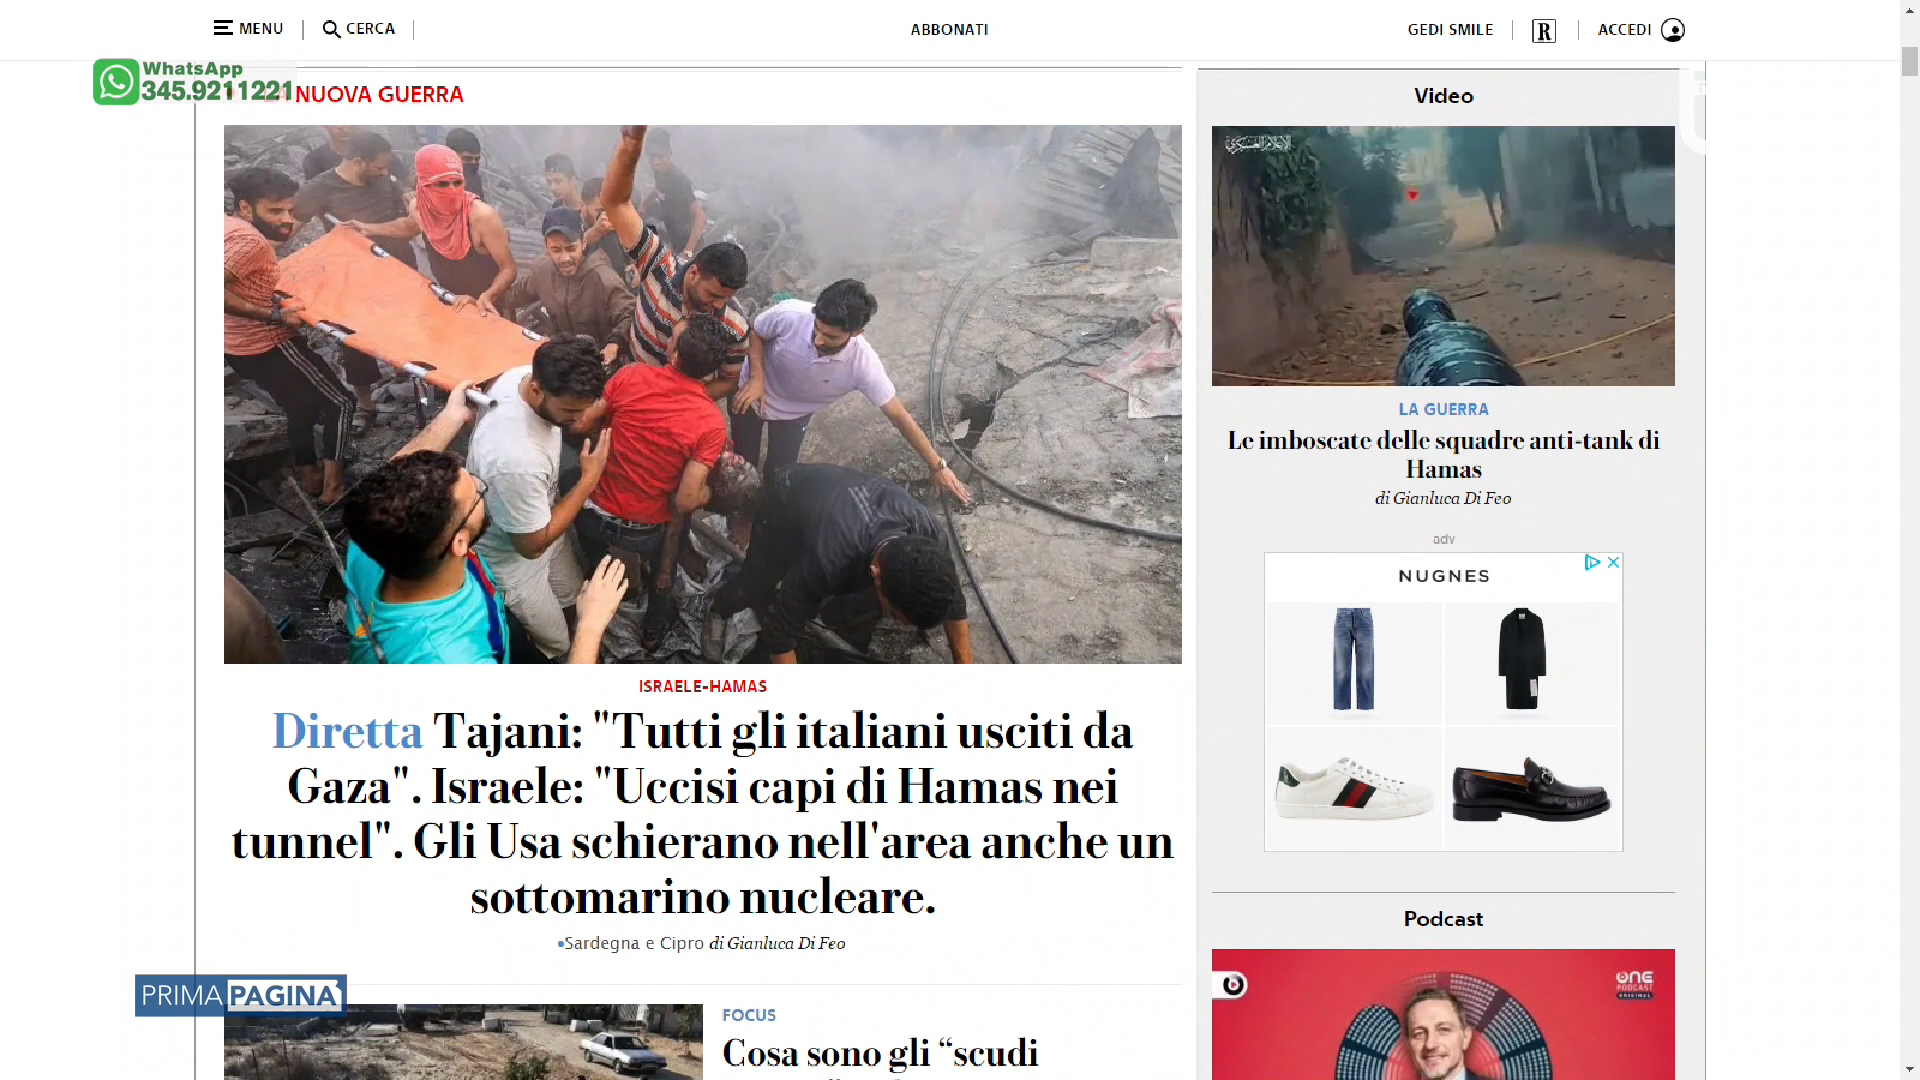 MENU
CERCA
ABBONATI
GEDI SMILE
R
ACCEDI
WhatsApp
345.9211221
NUOVA GUERRA
ISRAELE-HAMAS
Diretta Tajani: "Tutti gli italiani usciti da
Gaza". Israele: "Uccisi capi di Hamas nei
tunnel". Gli Usa schierano nell'area anche un
sottomarino nucleare.
•Sardegna e Cipro di Gianluca Di Feo
PRIMA PAGINA
FOCUS
Cosa sono gli “scudi
Video
LA GUERRA
Le imboscate delle squadre anti-tank di
Hamas
di Gianluca Di Feo
adv
NUGNES
Podcast
ONE
PODCAST
ORIGINAL